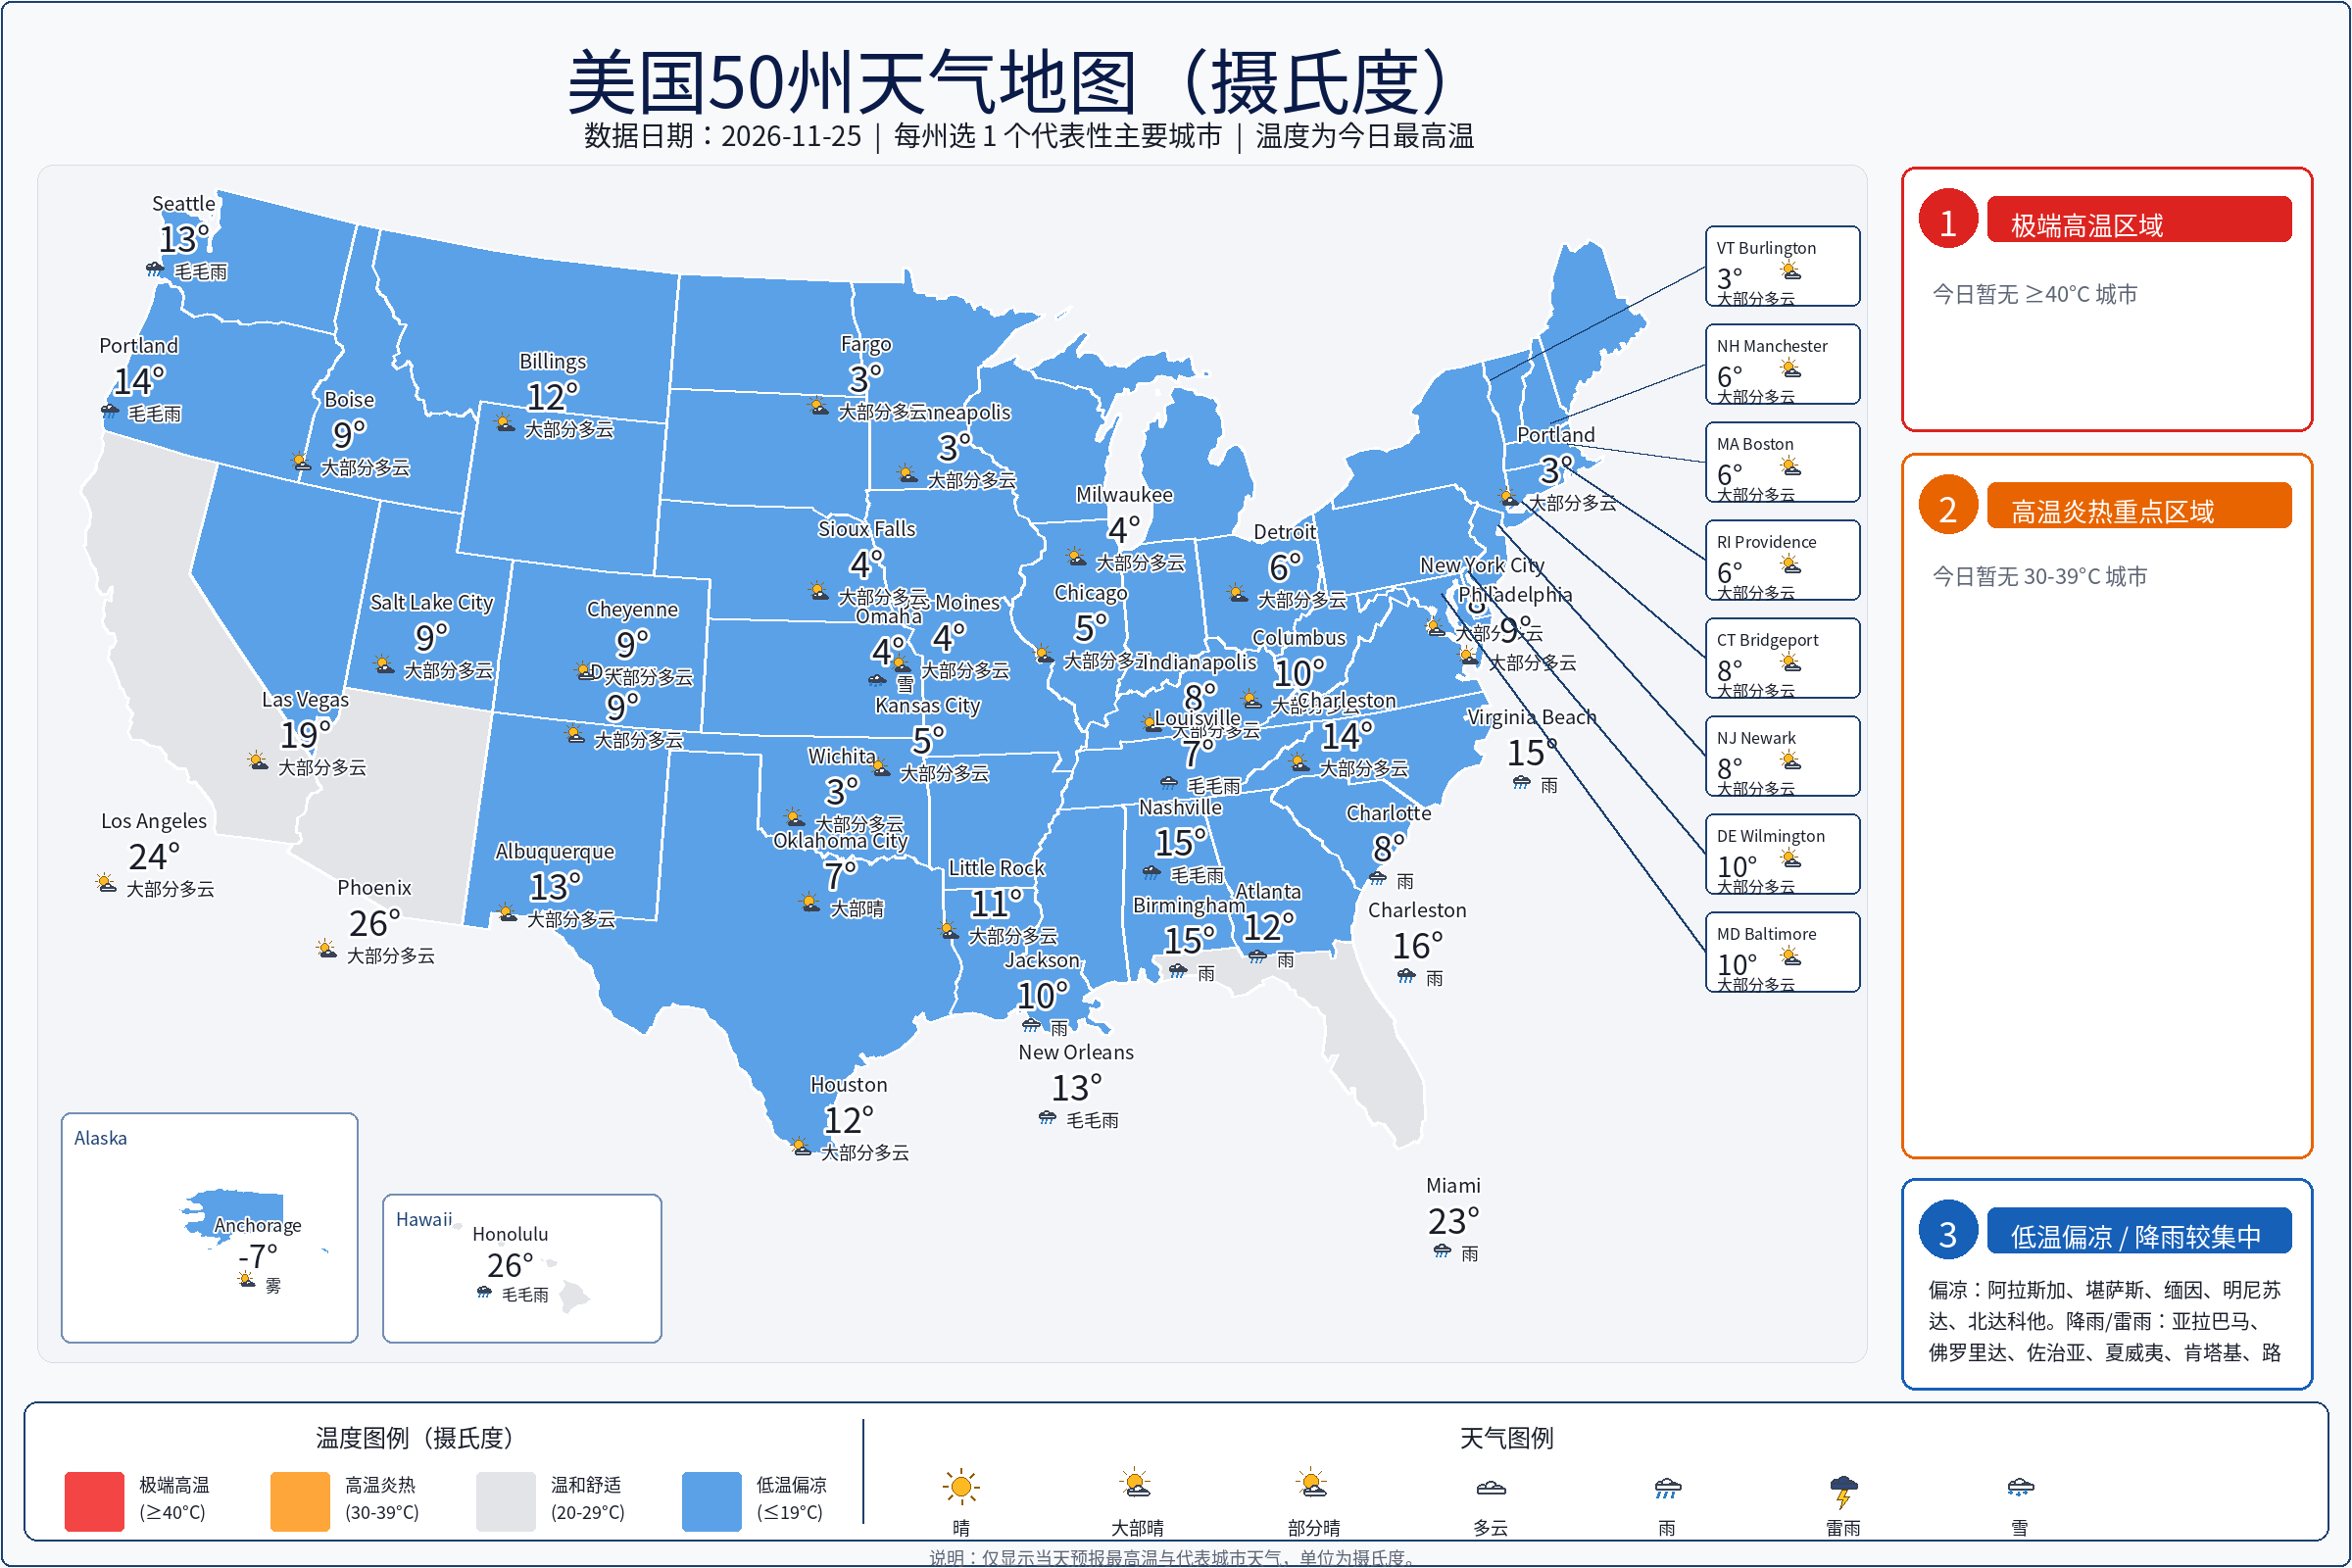 美国50州天气地图（摄氏度）
数据日期：2026-11-25 | 每州选 1 个代表性主要城市 | 温度为今日最高温
Seattle
13°
毛毛雨
Portland
14°
毛毛雨
Boise
9°
大部分多云
Billings
12°
大部分多云
Fargo
3°
大部分多云
nneapolis
3°
大部分多云
Milwaukee
4°
大部分多云
Detroit
6°
大部分多云
Portland
3°
大部分多云
Sioux Falls
4°
大部分多云
Moines
4°
大部分多云
Omaha
4°
雪
Chicago
5°
大部分多云
New York City
8°
大部分多云
Philadelphia
9°
大部分多云
Salt Lake City
9°
大部分多云
Cheyenne
9°
大部分多云
D
9°
大部分多云
Columbus
10°
大部分多云
Indianapolis
8°
大部分多云
Las Vegas
19°
大部分多云
Kansas City
5°
大部分多云
Louisville
7°
毛毛雨
Charleston
14°
大部分多云
Virginia Beach
15°
雨
Wichita
3°
大部分多云
Los Angeles
24°
大部分多云
Phoenix
26°
大部分多云
Albuquerque
13°
大部分多云
Oklahoma City
7°
大部晴
Nashville
15°
毛毛雨
Charlotte
8°
雨
Little Rock
11°
大部分多云
Birmingham
15°
雨
Atlanta
12°
雨
Charleston
16°
雨
Jackson
10°
雨
New Orleans
13°
毛毛雨
Houston
12°
大部分多云
Miami
23°
雨
Alaska
Anchorage
-7°
雾
Hawaii
Honolulu
26°
毛毛雨
VT Burlington
3°
大部分多云
NH Manchester
6°
大部分多云
MA Boston
6°
大部分多云
RI Providence
6°
大部分多云
CT Bridgeport
8°
大部分多云
NJ Newark
8°
大部分多云
DE Wilmington
10°
大部分多云
MD Baltimore
10°
大部分多云
1
极端高温区域
今日暂无 ≥40°C 城市
2
高温炎热重点区域
今日暂无 30-39°C 城市
3
低温偏凉 / 降雨较集中
偏凉：阿拉斯加、堪萨斯、缅因、明尼苏
达、北达科他。降雨/雷雨：亚拉巴马、
佛罗里达、佐治亚、夏威夷、肯塔基、路
温度图例（摄氏度）
极端高温
(≥40°C)
高温炎热
(30-39°C)
温和舒适
(20-29°C)
低温偏凉
(≤19°C)
天气图例
晴
大部晴
部分晴
多云
雨
雷雨
雪
说明：仅显示当天预报最高温与代表城市天气，单位为摄氏度。